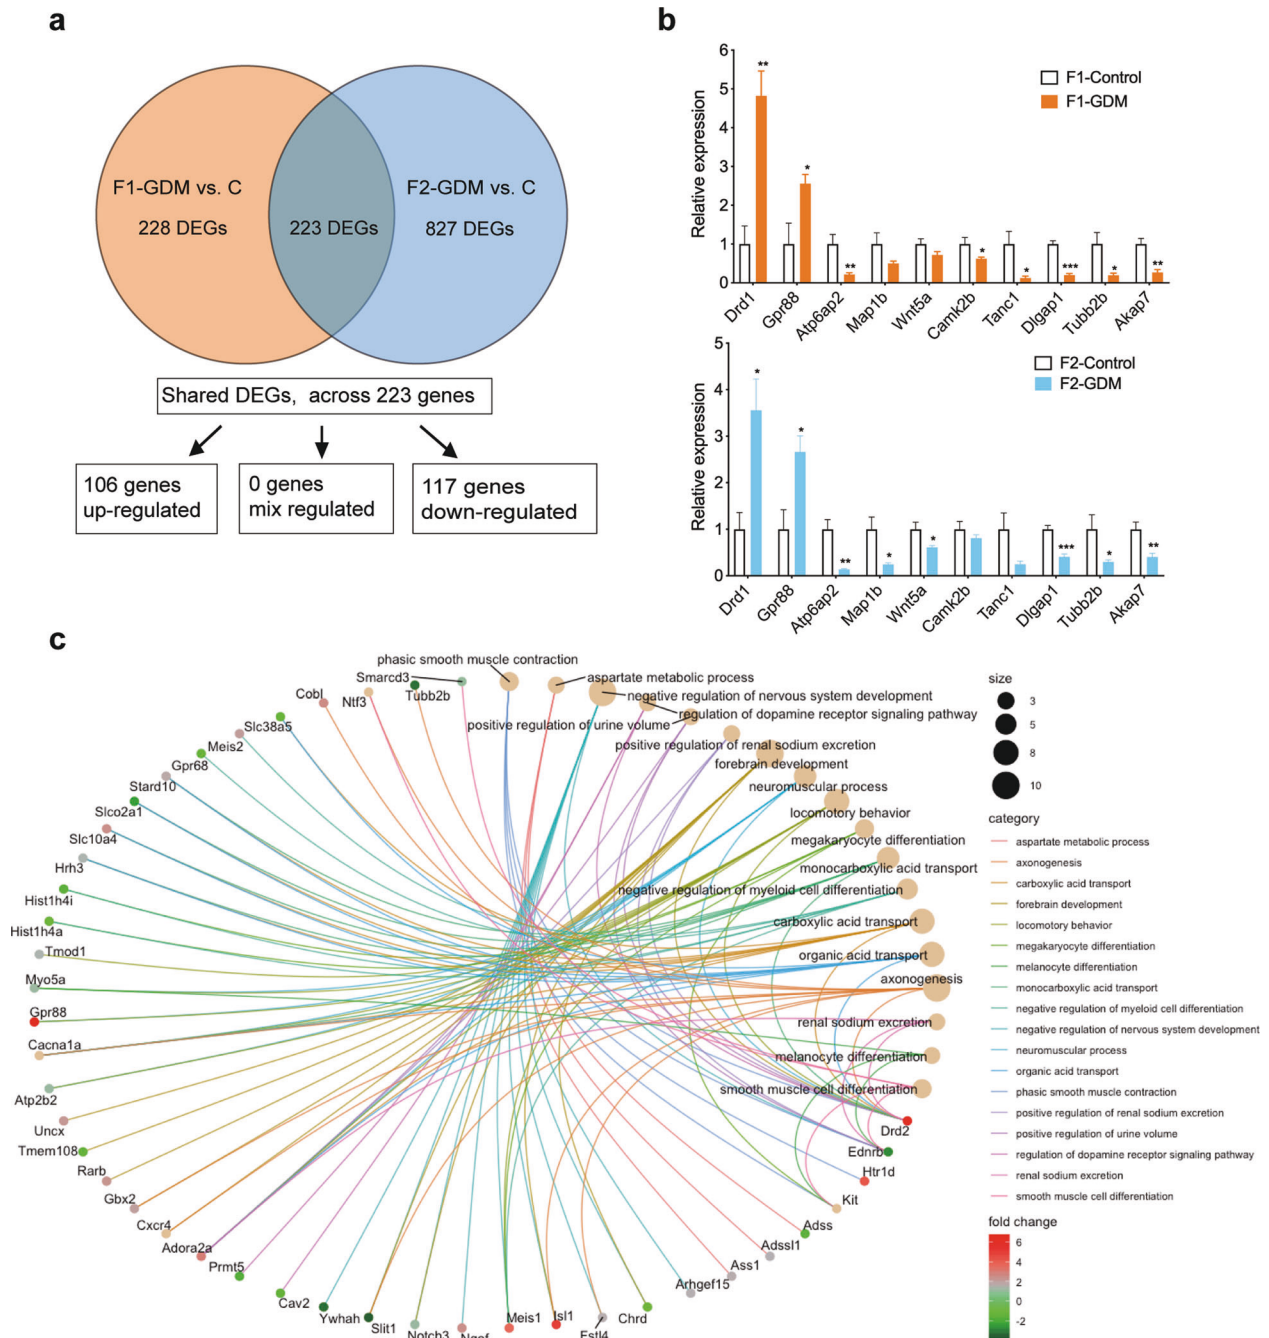 a
F1-GDM vs. C
228 DEGs
223 DEGs
F2-GDM vs. C
827 DEGs
Shared DEGs, across 223 genes
106 genes
up-regulated
0 genes
mix regulated
117 genes
down-regulated
b
Relative expression
6
5
4
3
2
1
0
** * ** * * *** * **
F1-Control
F1-GDM
Drd1 Gpr88 Atp6ap2 Map1b Wnt5a Camk2b Tanc1 Dlgap1 Tubb2b Akap7
Relative expression
5
4
3
2
1
0
* * ** * * *** * **
F2-Control
F2-GDM
Drd1 Gpr88 Atp6ap2 Map1b Wnt5a Camk2b Tanc1 Dlgap1 Tubb2b Akap7
c
phasic smooth muscle contraction
aspartate metabolic process
negative regulation of nervous system development
regulation of dopamine receptor signaling pathway
positive regulation of urine volume
positive regulation of renal sodium excretion
forebrain development
neuromuscular process
locomotory behavior
megakaryocyte differentiation
monocarboxylic acid transport
negative regulation of myeloid cell differentiation
carboxylic acid transport
organic acid transport
axonogenesis
renal sodium excretion
melanocyte differentiation
smooth muscle cell differentiation
Drd2
Ednrb
Htr1d
Kit
Adss
Adssl1
Ass1
Arhgef15
Chrd
Fstl4
Isl1
Meis1
Notch3
Slit1
Ywhah
Cav2
Prmt5
Adora2a
Cxcr4
Gbx2
Rarb
Tmem108
Uncx
Atp2b2
Cacna1a
Gpr88
Myo5a
Tmod1
Hist1h4a
Hist1h4i
Hrh3
Slc10a4
Slco2a1
Stard10
Gpr68
Meis2
Slc38a5
Cobl
Ntf3
Tubb2b
Smarcd3
size
3
5
8
10
category
aspartate metabolic process
axonogenesis
carboxylic acid transport
forebrain development
locomotory behavior
megakaryocyte differentiation
melanocyte differentiation
monocarboxylic acid transport
negative regulation of myeloid cell differentiation
negative regulation of nervous system development
neuromuscular process
organic acid transport
phasic smooth muscle contraction
positive regulation of renal sodium excretion
positive regulation of urine volume
regulation of dopamine receptor signaling pathway
renal sodium excretion
smooth muscle cell differentiation
fold change
6
4
2
0
-2